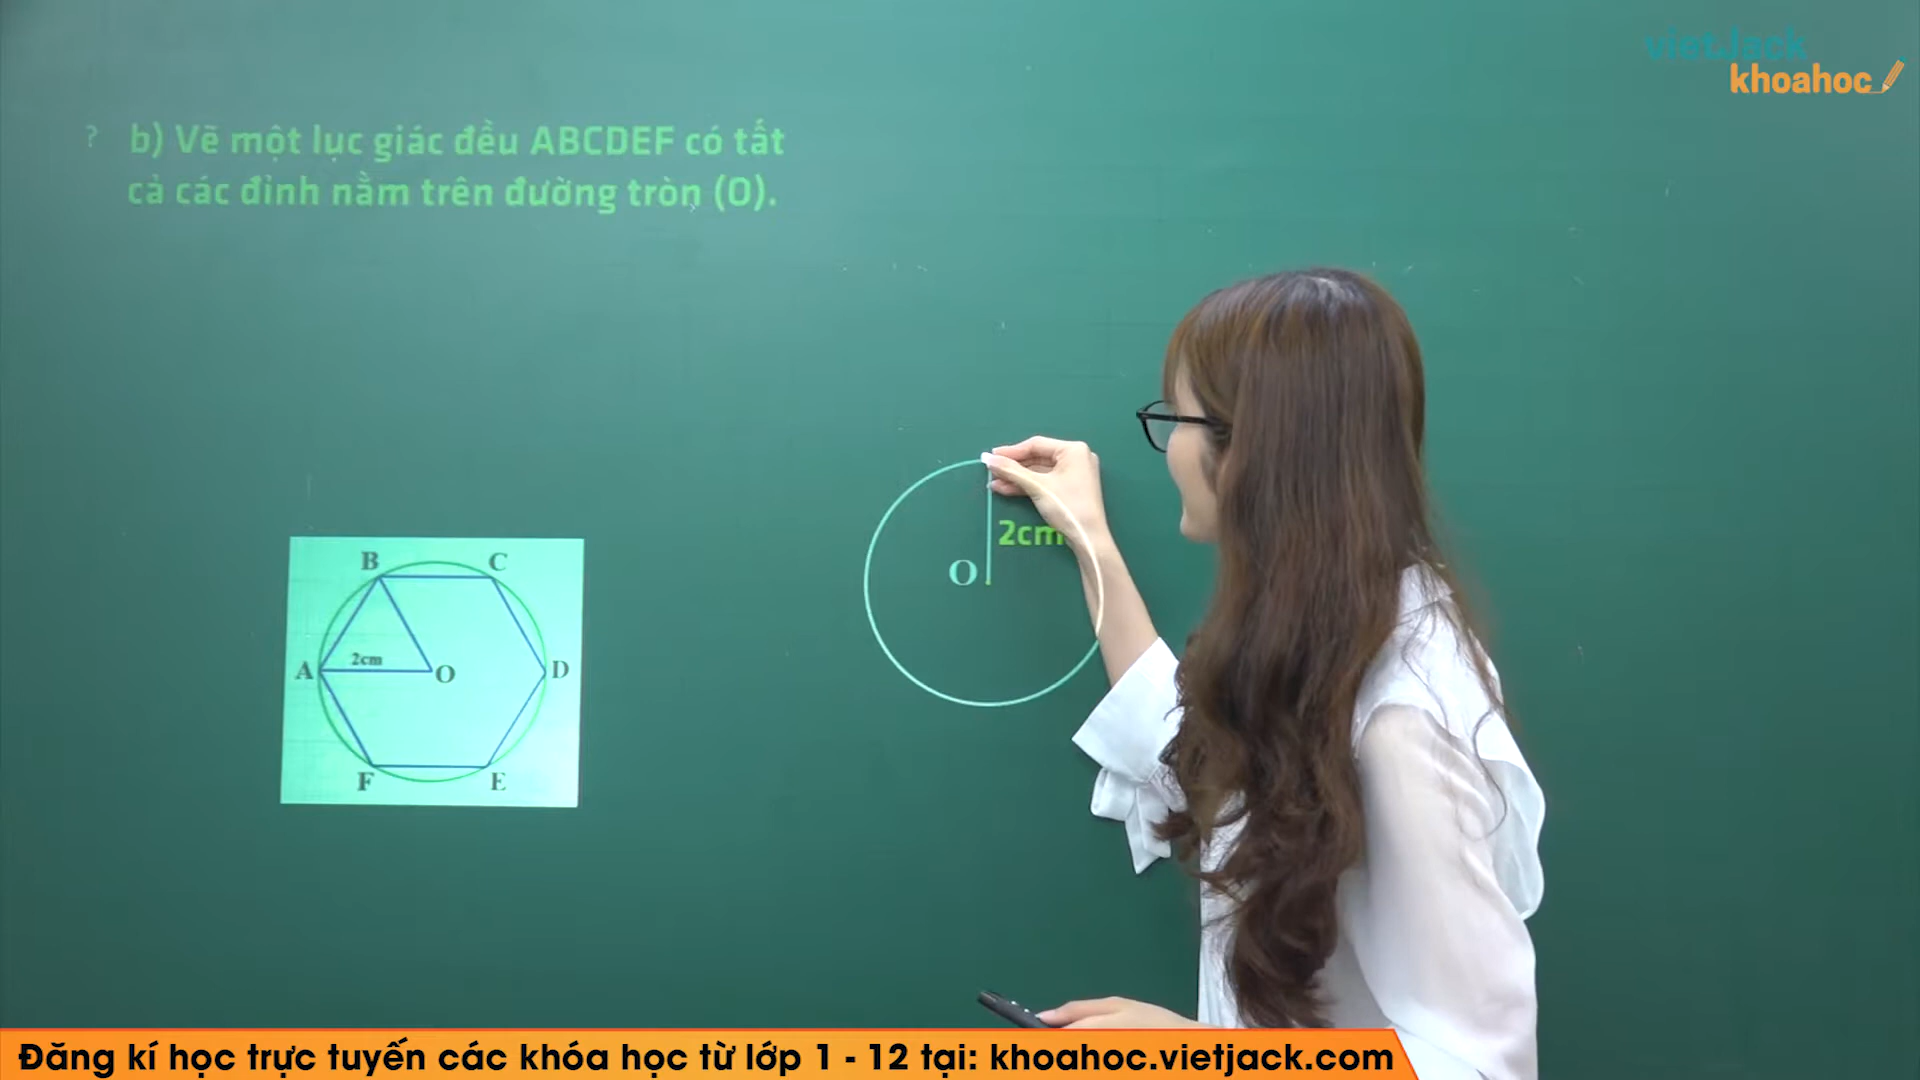 vietJack
khoahoc
? b) Vẽ một lục giác đều ABCDEF có tất
cả các đỉnh nằm trên đường tròn (O).
2cm
O
B C
A 2cm O D
F E
Đăng kí học trực tuyến các khóa học từ lớp 1 - 12 tại: khoahoc.vietjack.com